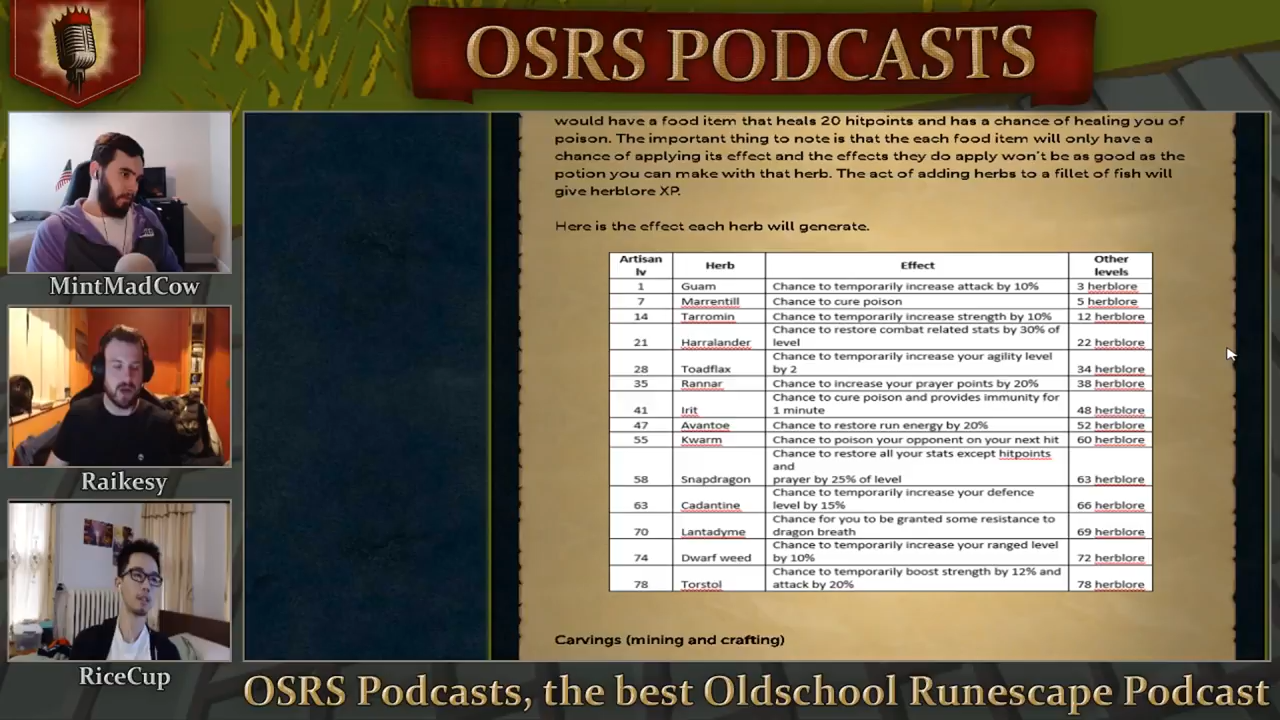 OSRS PODCASTS
would have a food item that heals 20 hitpoints and has a chance of healing you of
poison. The important thing to note is that the each food item will only have a
chance of applying its effect and the effects they do apply won't be as good as the
potion you can make with that herb. The act of adding herbs to a fillet of fish will
give herblore XP.
Here is the effect each herb will generate.
Artisan lv Herb Effect Other levels
1 Guam Chance to temporarily increase attack by 10% 3 herblore
7 Marrentill Chance to cure poison 5 herblore
14 Tarromin Chance to temporarily increase strength by 10% 12 herblore
21 Harralander Chance to restore combat related stats by 30% of level 22 herblore
28 Toadflax Chance to temporarily increase your agility level by 2 34 herblore
35 Rannar Chance to increase your prayer points by 20% 38 herblore
41 Irit Chance to cure poison and provides immunity for 1 minute 48 herblore
47 Avantoe Chance to restore run energy by 20% 52 herblore
55 Kwarm Chance to poison your opponent on your next hit 60 herblore
58 Snapdragon Chance to restore all your stats except hitpoints and prayer by 25% of level 63 herblore
63 Cadantine Chance to temporarily increase your defence level by 15% 66 herblore
70 Lantadyme Chance for you to be granted some resistance to dragon breath 69 herblore
74 Dwarf weed Chance to temporarily increase your ranged level by 10% 72 herblore
78 Torstol Chance to temporarily boost strength by 12% and attack by 20% 78 herblore
Carvings (mining and crafting)
MintMadCow
Raikesy
RiceCup
OSRS Podcasts, the best Oldschool Runescape Podcast